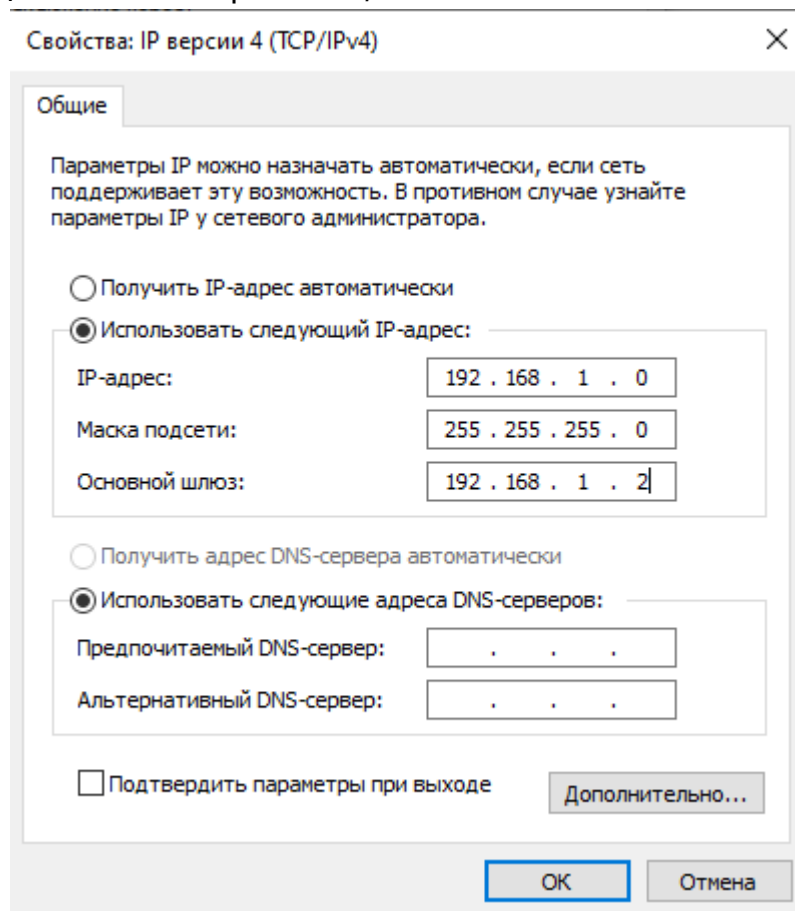 Свойства: IP версии 4 (TCP/IPv4)
Общие
Параметры IP можно назначать автоматически, если сеть
поддерживает эту возможность. В противном случае узнайте
параметры IP у сетевого администратора.
Получить IP-адрес автоматически
Использовать следующий IP-адрес:
IP-адрес: 192 . 168 . 1 . 0
Маска подсети: 255 . 255 . 255 . 0
Основной шлюз: 192 . 168 . 1 . 2
Получить адрес DNS-сервера автоматически
Использовать следующие адреса DNS-серверов:
Предпочитаемый DNS-сервер: . . .
Альтернативный DNS-сервер: . . .
Подтвердить параметры при выходе
Дополнительно...
ОК Отмена